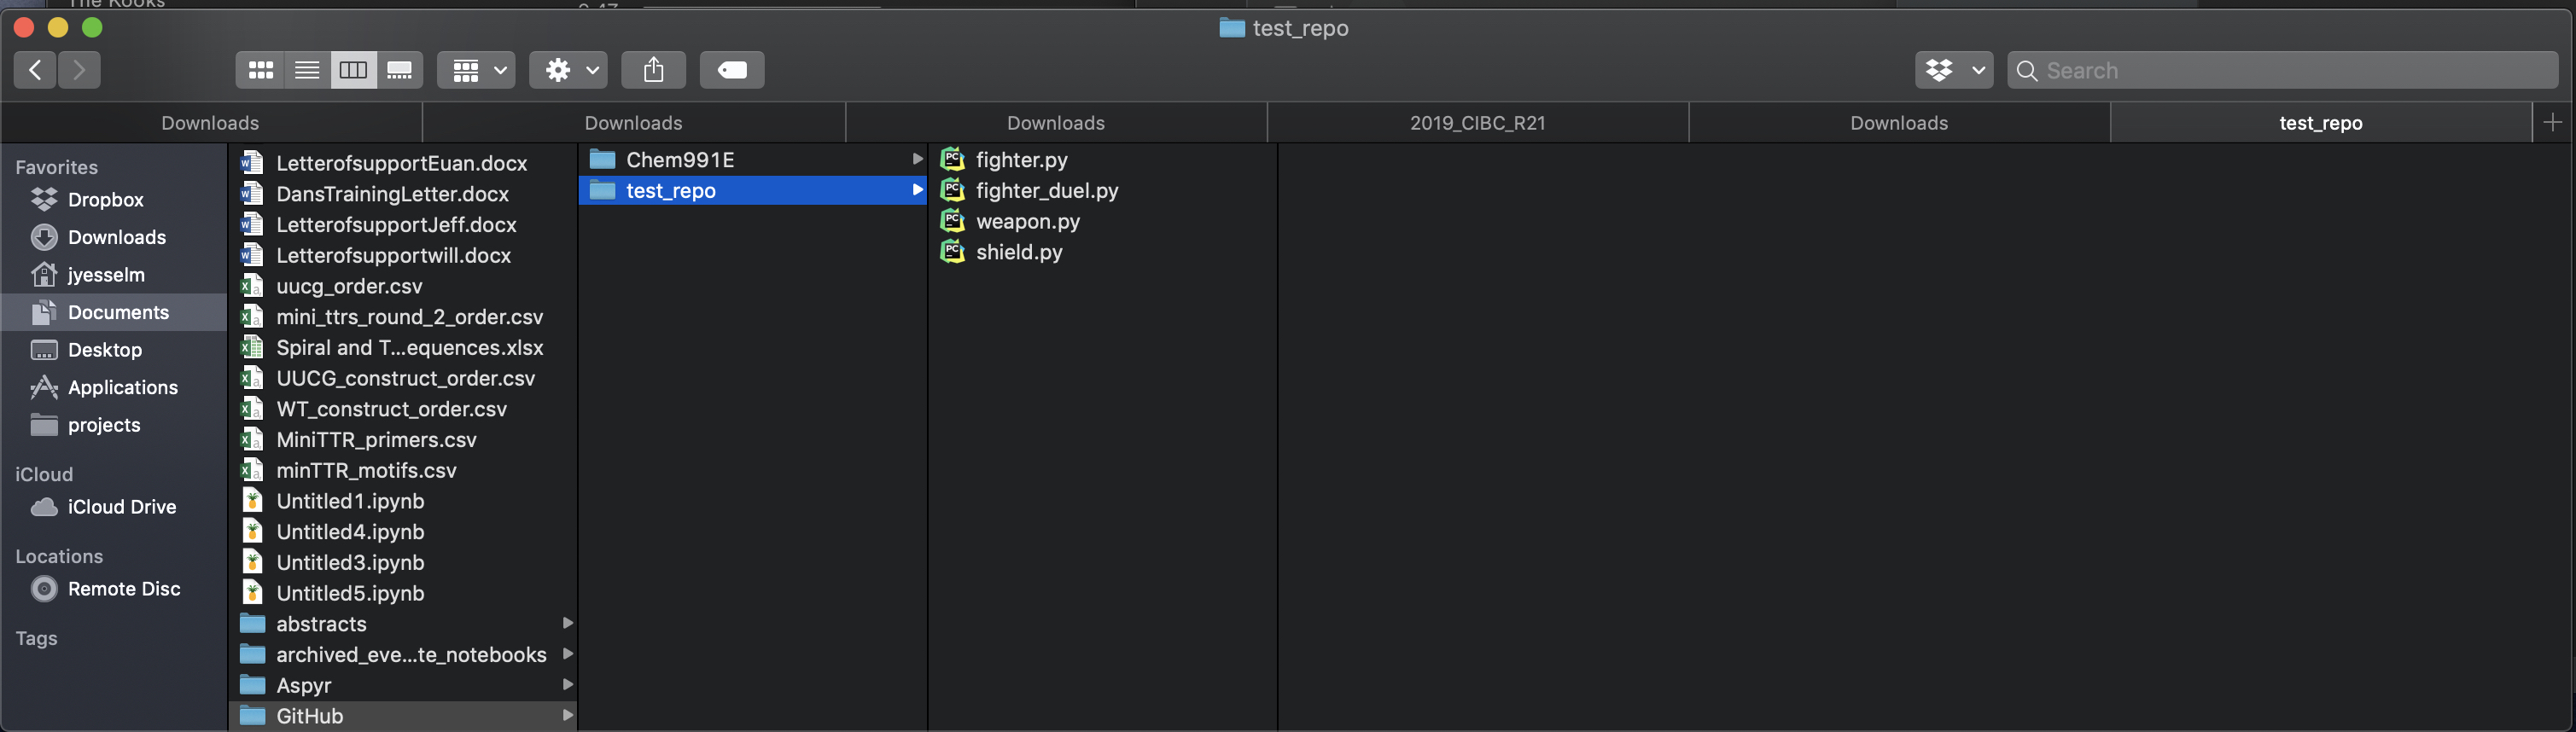 The Kooks
test_repo
Search
Downloads
Downloads
Downloads
2019_CIBC_R21
Downloads
test_repo
Favorites
Dropbox
Downloads
jyesselm
Documents
Desktop
Applications
projects
iCloud
iCloud Drive
Locations
Remote Disc
Tags
LetterofsupportEuan.docx
DansTrainingLetter.docx
LetterofsupportJeff.docx
Letterofsupportwill.docx
uucg_order.csv
mini_ttrs_round_2_order.csv
Spiral and T...equences.xlsx
UUCG_construct_order.csv
WT_construct_order.csv
MiniTTR_primers.csv
minTTR_motifs.csv
Untitled1.ipynb
Untitled4.ipynb
Untitled3.ipynb
Untitled5.ipynb
abstracts
archived_eve...te_notebooks
Aspyr
GitHub
Chem991E
test_repo
fighter.py
fighter_duel.py
weapon.py
shield.py